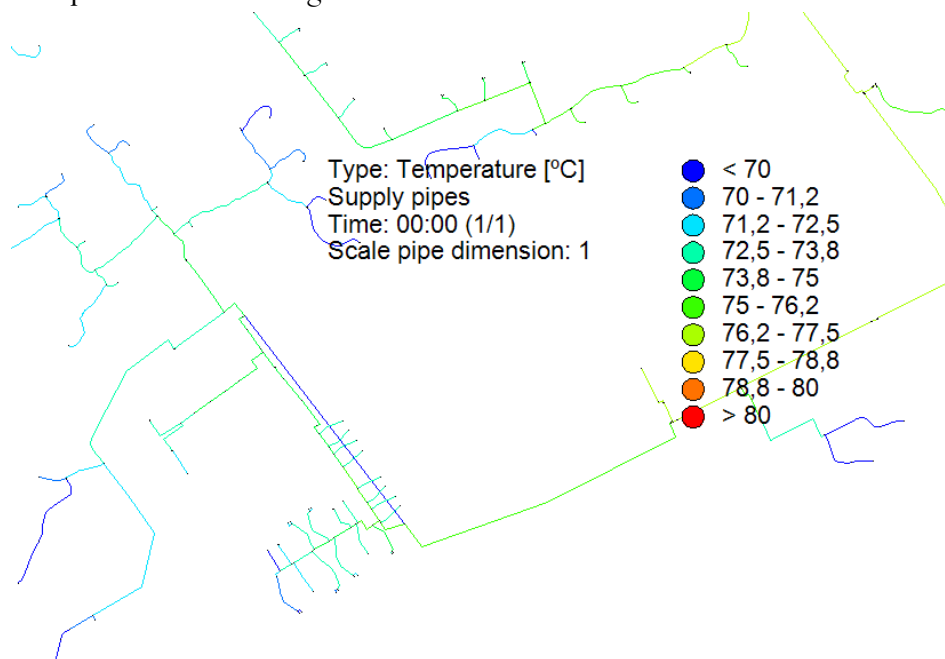 Type: Temperature [ºC]
Supply pipes
Time: 00:00 (1/1)
Scale pipe dimension: 1
< 70
70 - 71,2
71,2 - 72,5
72,5 - 73,8
73,8 - 75
75 - 76,2
76,2 - 77,5
77,5 - 78,8
78,8 - 80
> 80